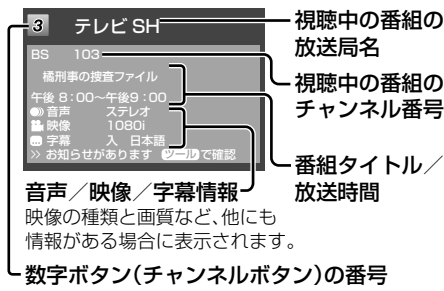 3 テレビ SH
BS 103
橘刑事の捜査ファイル
午後 8:00～午後9:00
音声 ステレオ
映像 1080i
字幕 入 日本語
≫ お知らせがあります ツール で確認
視聴中の番組の
放送局名
視聴中の番組の
チャンネル番号
番組タイトル／
放送時間
音声／映像／字幕情報
映像の種類と画質など、他にも
情報がある場合に表示されます。
数字ボタン(チャンネルボタン)の番号